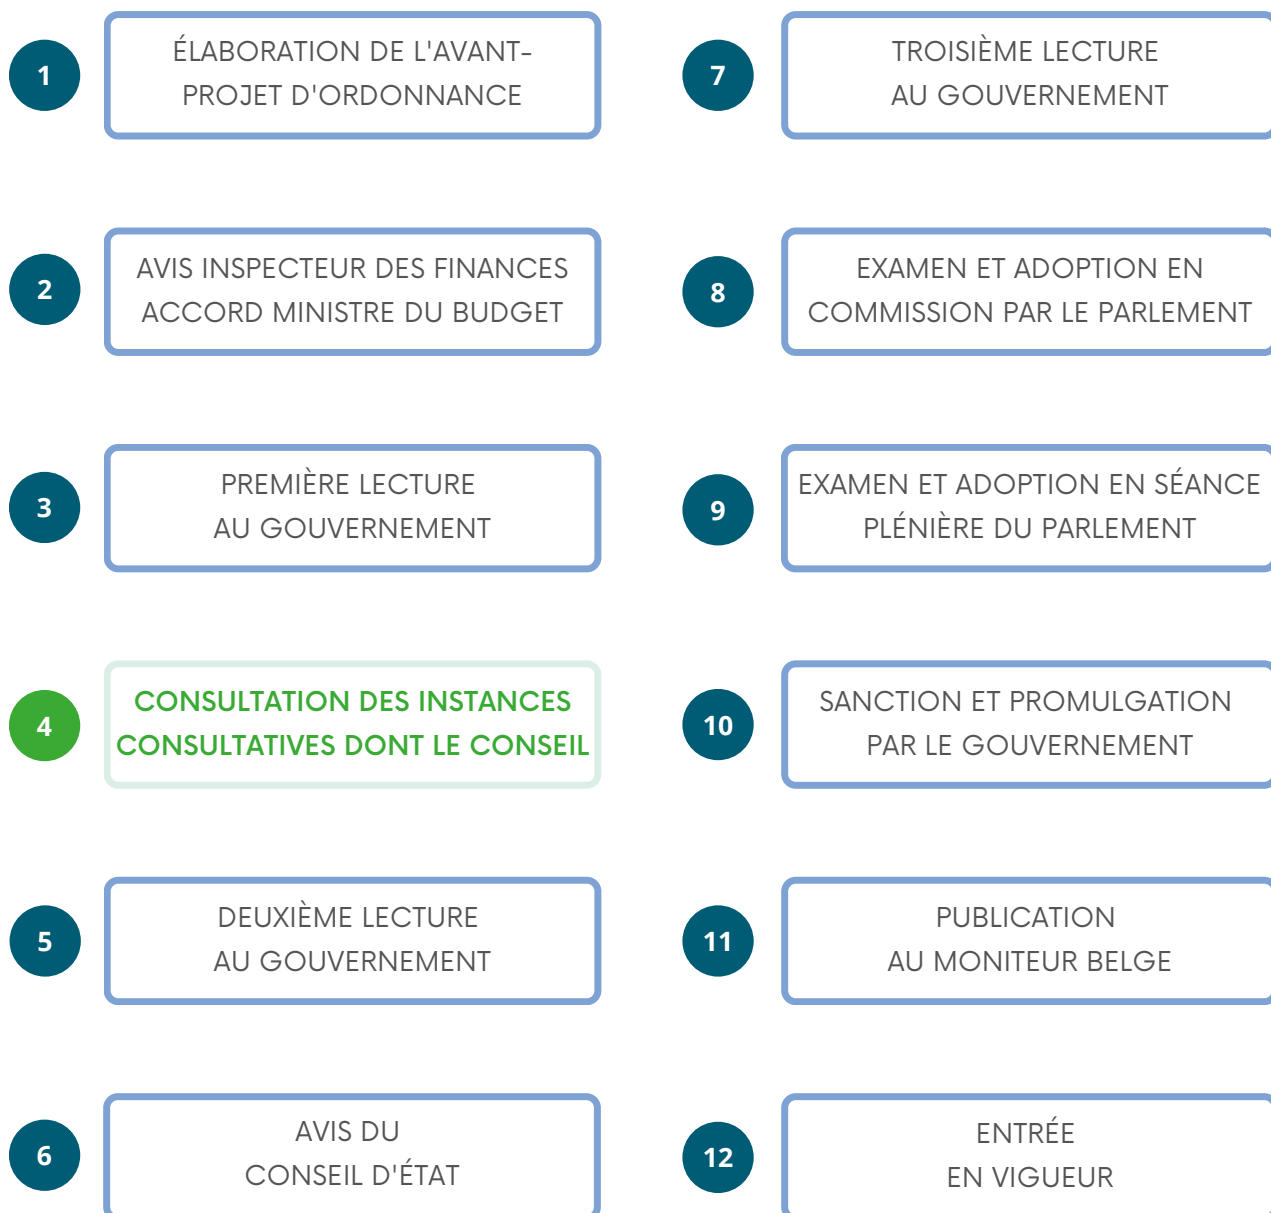 1
ÉLABORATION DE L'AVANT-
PROJET D'ORDONNANCE
2
AVIS INSPECTEUR DES FINANCES
ACCORD MINISTRE DU BUDGET
3
PREMIÈRE LECTURE
AU GOUVERNEMENT
4
CONSULTATION DES INSTANCES
CONSULTATIVES DONT LE CONSEIL
5
DEUXIÈME LECTURE
AU GOUVERNEMENT
6
AVIS DU
CONSEIL D'ÉTAT
7
TROISIÈME LECTURE
AU GOUVERNEMENT
8
EXAMEN ET ADOPTION EN
COMMISSION PAR LE PARLEMENT
9
EXAMEN ET ADOPTION EN SÉANCE
PLÉNIÈRE DU PARLEMENT
10
SANCTION ET PROMULGATION
PAR LE GOUVERNEMENT
11
PUBLICATION
AU MONITEUR BELGE
12
ENTRÉE
EN VIGUEUR